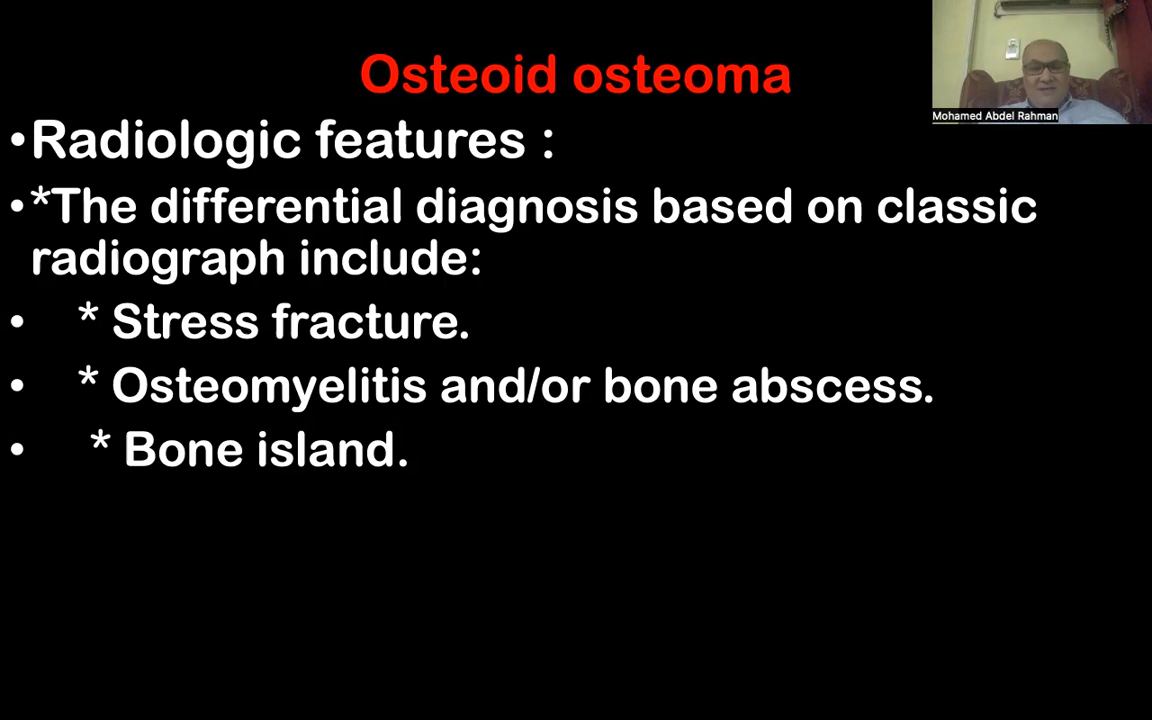 Osteoid osteoma
Mohamed Abdel Rahman
•Radiologic features :
•*The differential diagnosis based on classic
radiograph include:
• * Stress fracture.
• * Osteomyelitis and/or bone abscess.
• * Bone island.